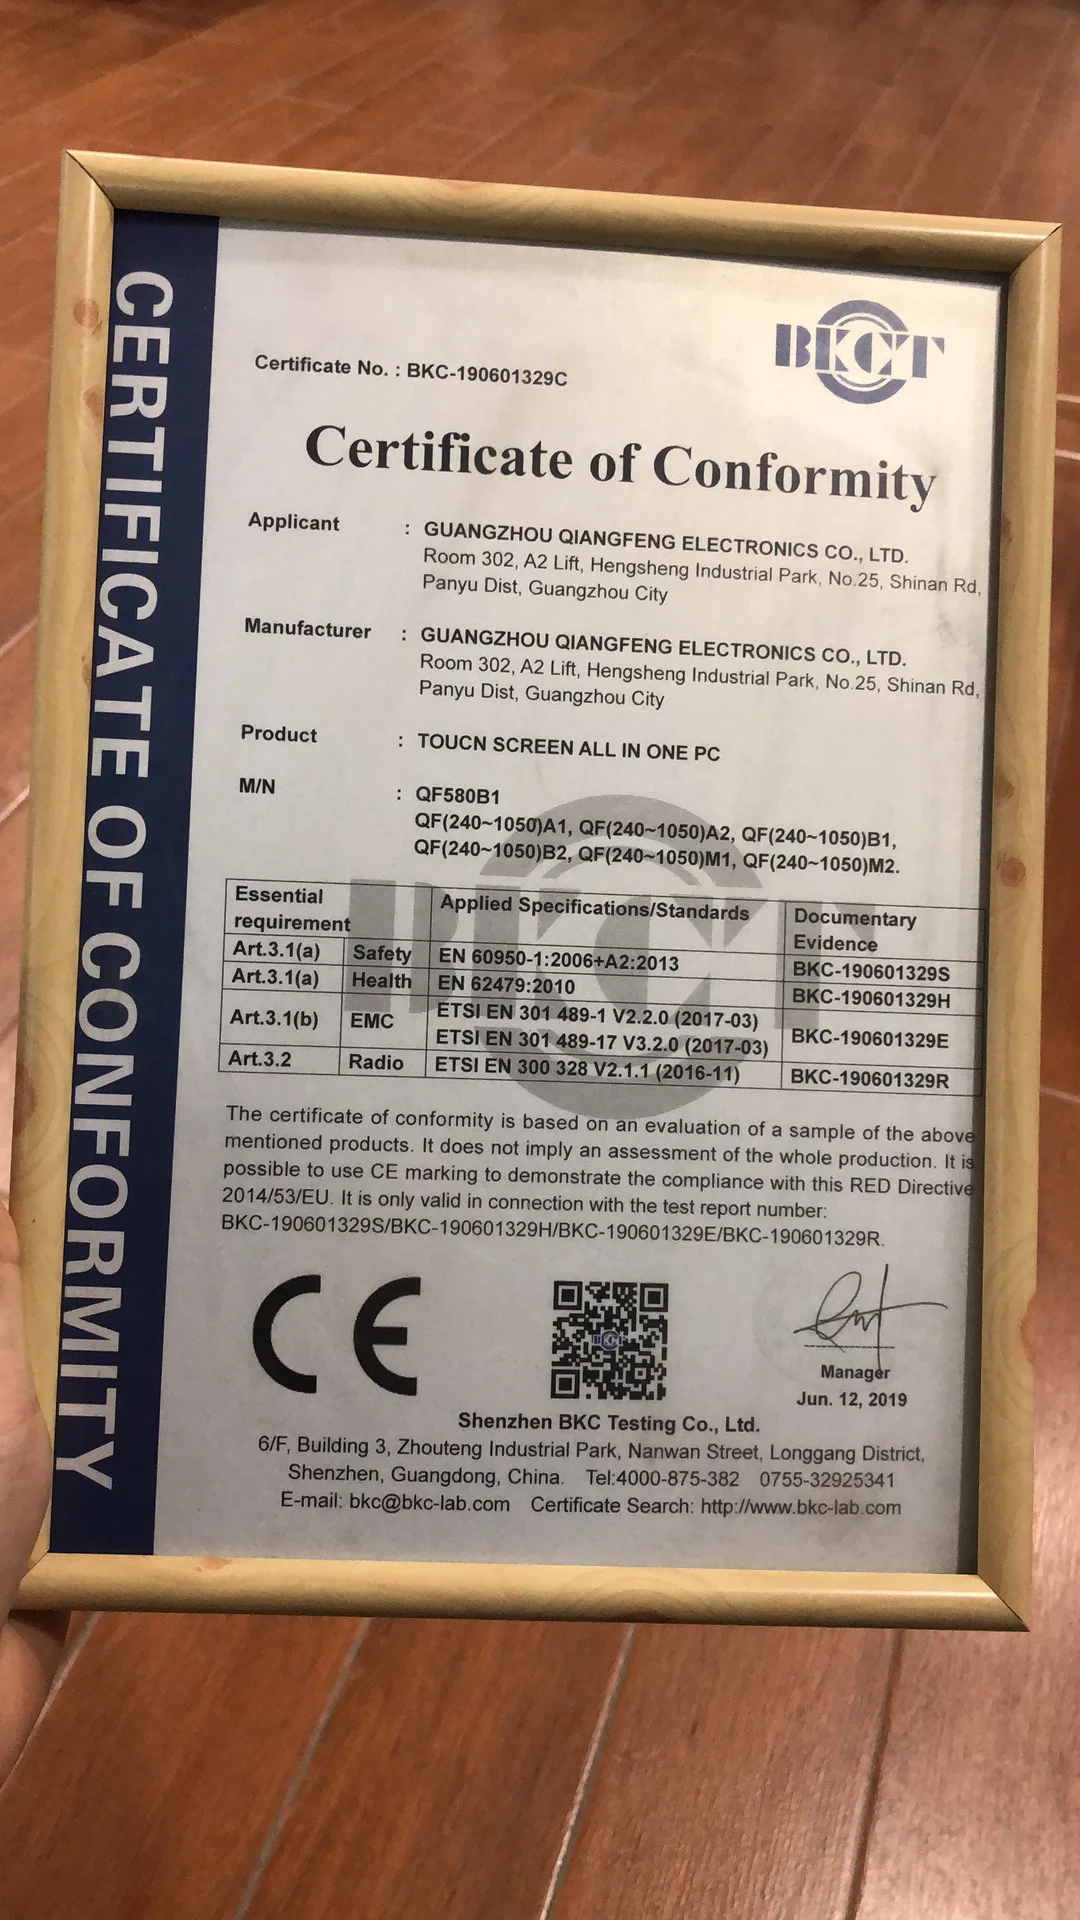 CERTIFICATE OF CONFORMITY
BKCT
Certificate No. : BKC-190601329C
Certificate of Conformity
Applicant : GUANGZHOU QIANGFENG ELECTRONICS CO., LTD.
Room 302, A2 Lift, Hengsheng Industrial Park, No.25, Shinan Rd,
Panyu Dist, Guangzhou City
Manufacturer : GUANGZHOU QIANGFENG ELECTRONICS CO., LTD.
Room 302, A2 Lift, Hengsheng Industrial Park, No.25, Shinan Rd,
Panyu Dist, Guangzhou City
Product : TOUCN SCREEN ALL IN ONE PC
M/N : QF580B1
QF(240~1050)A1, QF(240~1050)A2, QF(240~1050)B1,
QF(240~1050)B2, QF(240~1050)M1, QF(240~1050)M2.
BKCT
Essential requirement Applied Specifications/Standards Documentary Evidence
Art.3.1(a) Safety EN 60950-1:2006+A2:2013 BKC-190601329S
Art.3.1(a) Health EN 62479:2010 BKC-190601329H
Art.3.1(b) EMC ETSI EN 301 489-1 V2.2.0 (2017-03)
ETSI EN 301 489-17 V3.2.0 (2017-03) BKC-190601329E
Art.3.2 Radio ETSI EN 300 328 V2.1.1 (2016-11) BKC-190601329R
The certificate of conformity is based on an evaluation of a sample of the above
mentioned products. It does not imply an assessment of the whole production. It is
possible to use CE marking to demonstrate the compliance with this RED Directive
2014/53/EU. It is only valid in connection with the test report number:
BKC-190601329S/BKC-190601329H/BKC-190601329E/BKC-190601329R.
CE
BKCT
Manager
Jun. 12, 2019
Shenzhen BKC Testing Co., Ltd.
6/F, Building 3, Zhouteng Industrial Park, Nanwan Street, Longgang District,
Shenzhen, Guangdong, China. Tel:4000-875-382 0755-32925341
E-mail: bkc@bkc-lab.com Certificate Search: http://www.bkc-lab.com